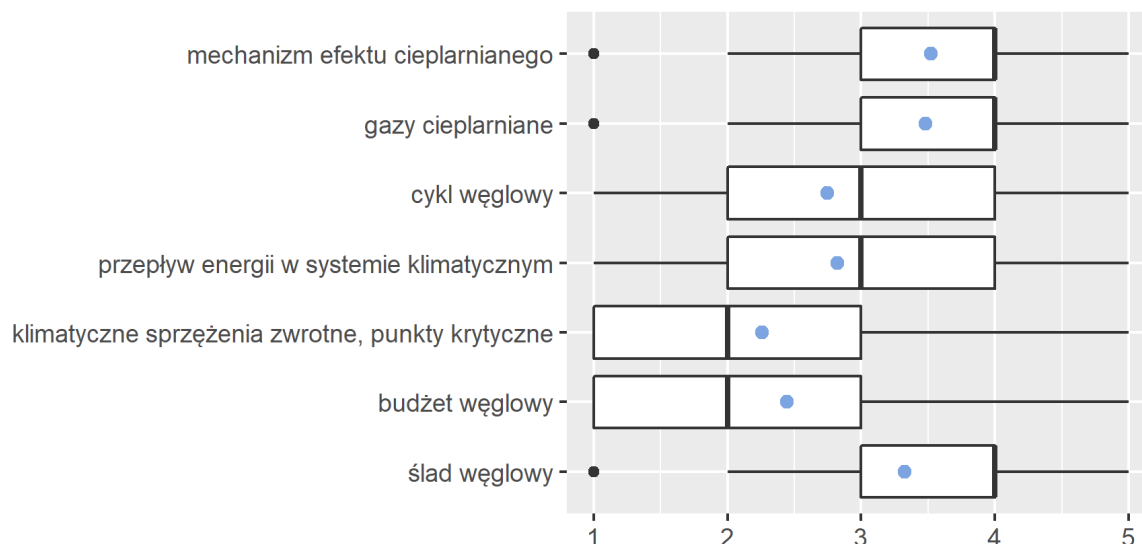 mechanizm efektu cieplarnianego
gazy cieplarniane
cykl węglowy
przepływ energii w systemie klimatycznym
klimatyczne sprzężenia zwrotne, punkty krytyczne
budżet węglowy
ślad węglowy
1 2 3 4 5